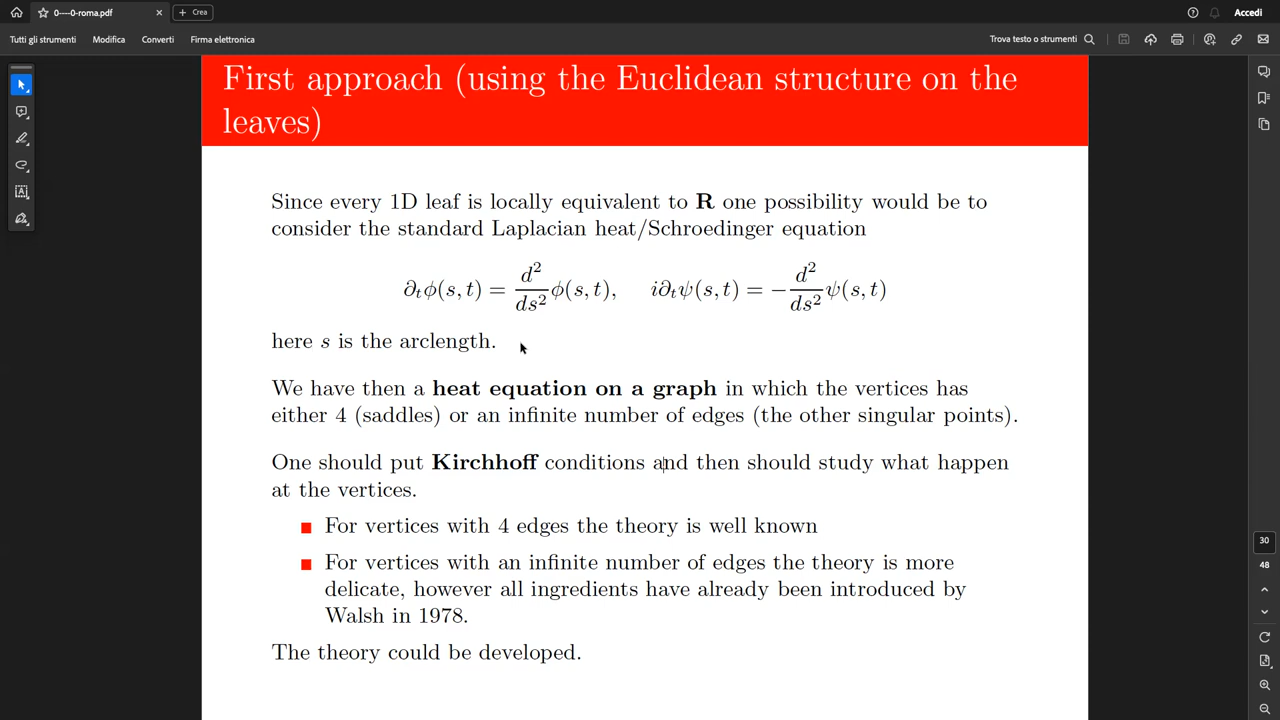 0----0-roma.pdf
Crea
Accedi
Tutti gli strumenti Modifica Converti Firma elettronica
Trova testo o strumenti
First approach (using the Euclidean structure on the
leaves)
Since every 1D leaf is locally equivalent to R one possibility would be to
consider the standard Laplacian heat/Schroedinger equation
∂ₜϕ(s, t) = d²/ds² ϕ(s, t), i∂ₜψ(s, t) = − d²/ds² ψ(s, t)
here s is the arclength.
We have then a heat equation on a graph in which the vertices has
either 4 (saddles) or an infinite number of edges (the other singular points).
One should put Kirchhoff conditions and then should study what happen
at the vertices.
For vertices with 4 edges the theory is well known
For vertices with an infinite number of edges the theory is more
delicate, however all ingredients have already been introduced by
Walsh in 1978.
The theory could be developed.
30
48